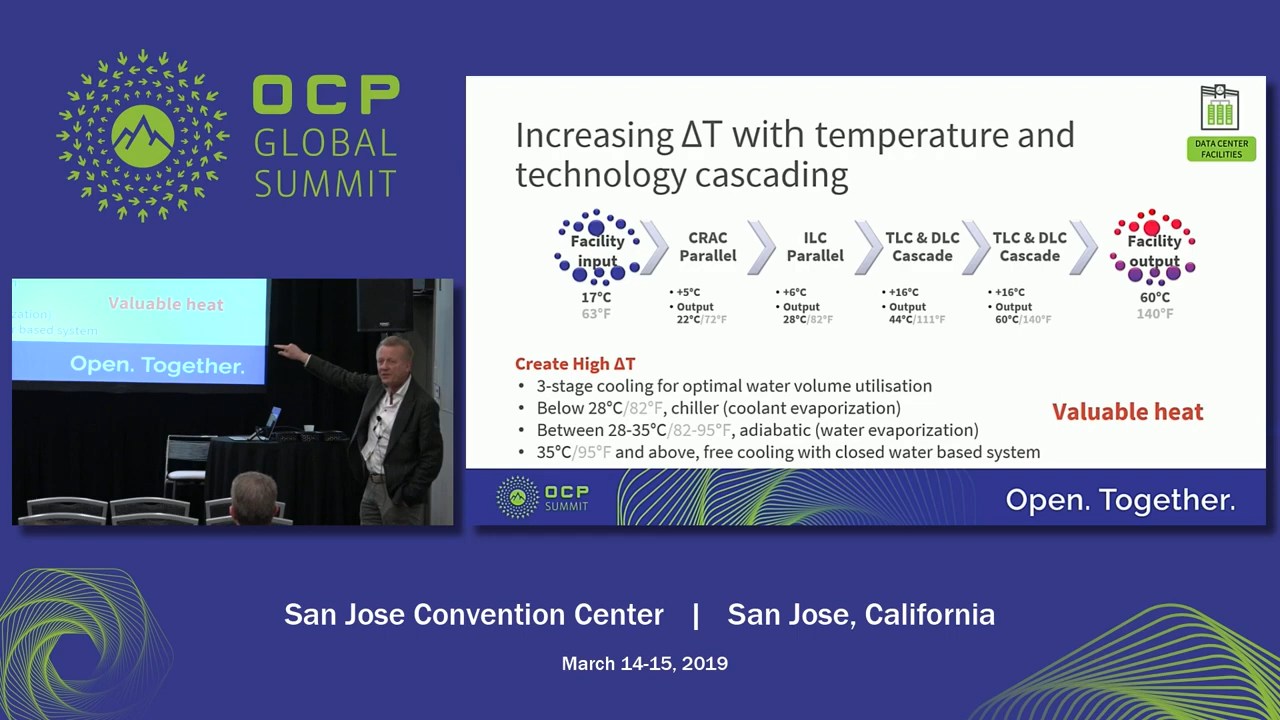 OCP
GLOBAL
SUMMIT
DATA CENTER
FACILITIES
Increasing ΔT with temperature and
technology cascading
Facility
input
17°C
63°F
CRAC
Parallel
• +5°C
• Output
22°C/72°F
ILC
Parallel
• +6°C
• Output
28°C/82°F
TLC & DLC
Cascade
• +16°C
• Output
44°C/111°F
TLC & DLC
Cascade
• +16°C
• Output
60°C/140°F
Facility
output
60°C
140°F
Create High ΔT
• 3-stage cooling for optimal water volume utilisation
• Below 28°C/82°F, chiller (coolant evaporization)
• Between 28-35°C/82-95°F, adiabatic (water evaporization)
• 35°C/95°F and above, free cooling with closed water based system
Valuable heat
OCP
SUMMIT
Open. Together.
Valuable heat
ization)
r based system
Open. Together.
San Jose Convention Center | San Jose, California
March 14-15, 2019